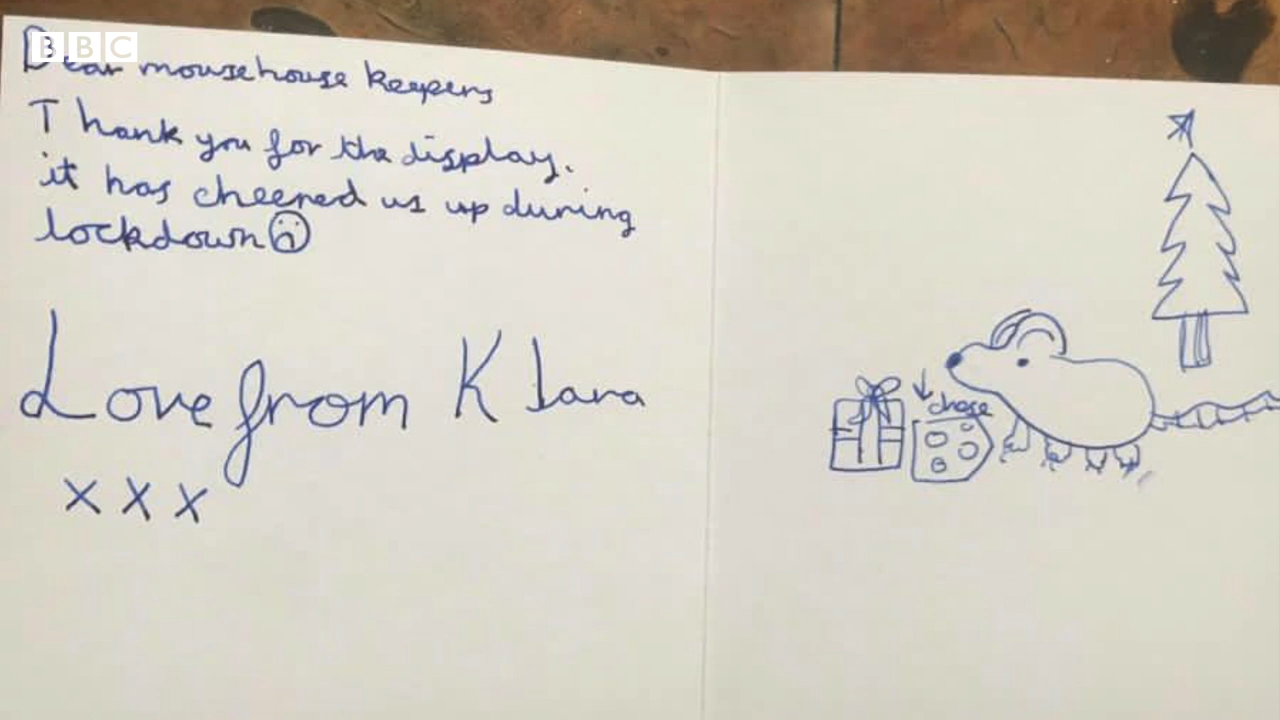 BBC
Dear mousehouse keepers
Thank you for the display.
it has cheered us up during
lockdown
Love from Klara
x x x
chese